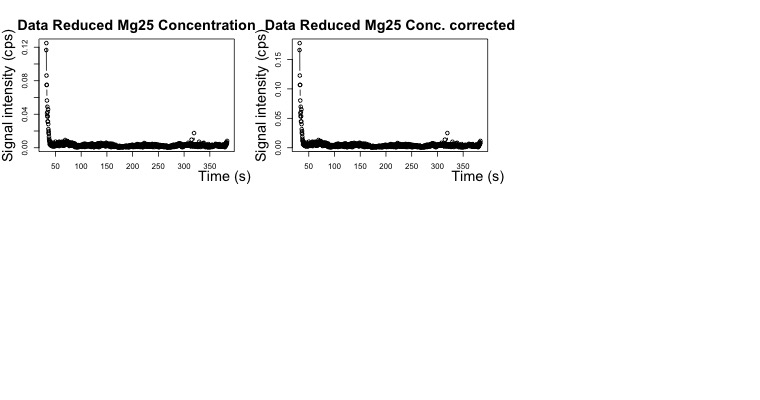 Data Reduced Mg25 Concentration
Signal intensity (cps)
0.00 0.04 0.08 0.12
50 100 150 200 250 300 350
Time (s)
Data Reduced Mg25 Conc. corrected
Signal intensity (cps)
0.00 0.05 0.10 0.15
50 100 150 200 250 300 350
Time (s)